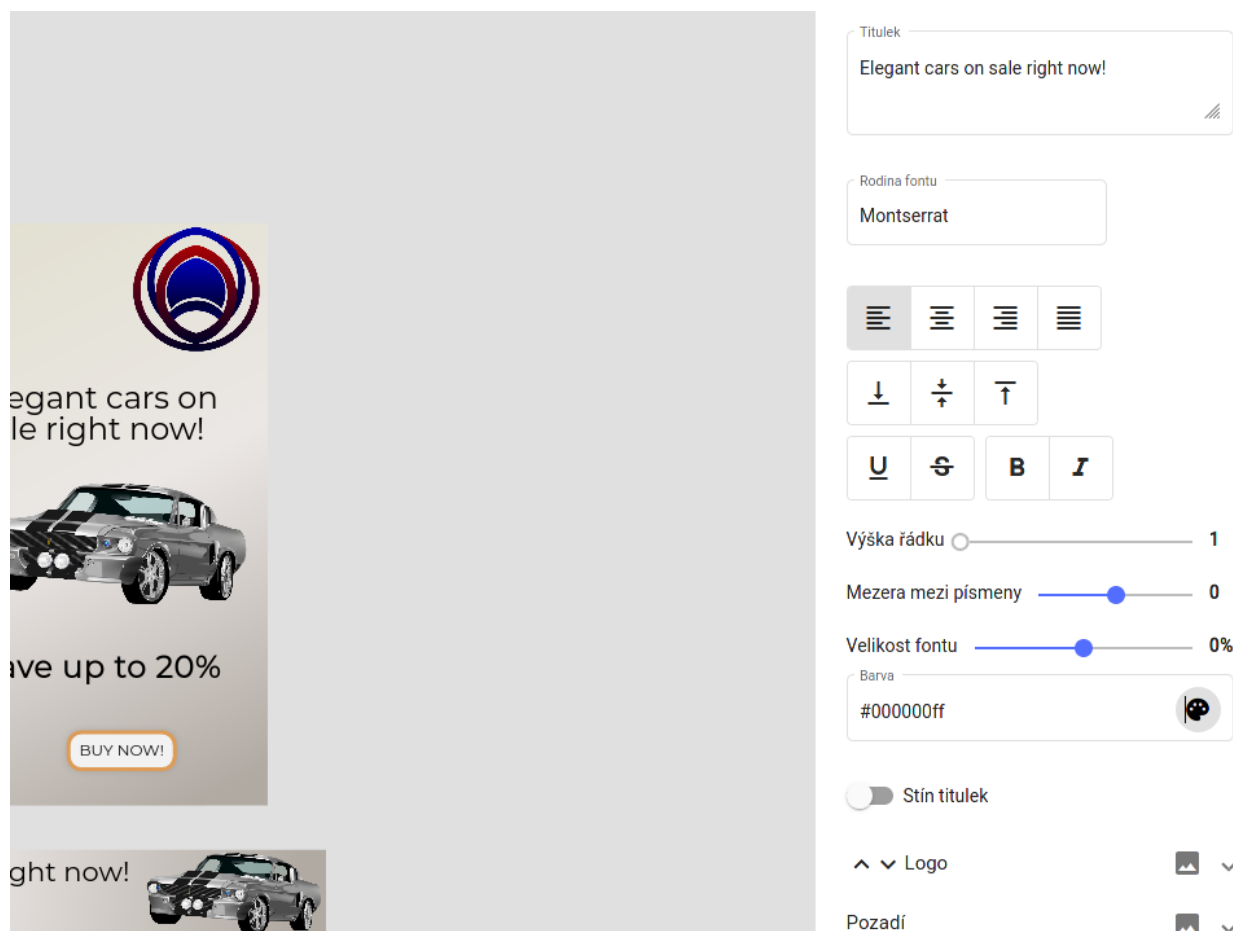 Titulek
Elegant cars on sale right now!
Rodina fontu
Montserrat
egant cars on
le right now!
U S B I
Výška řádku 1
Mezera mezi písmeny 0
Velikost fontu 0%
ave up to 20%
Barva
#000000ff
BUY NOW!
Stín titulek
ght now!
Logo
Pozadí